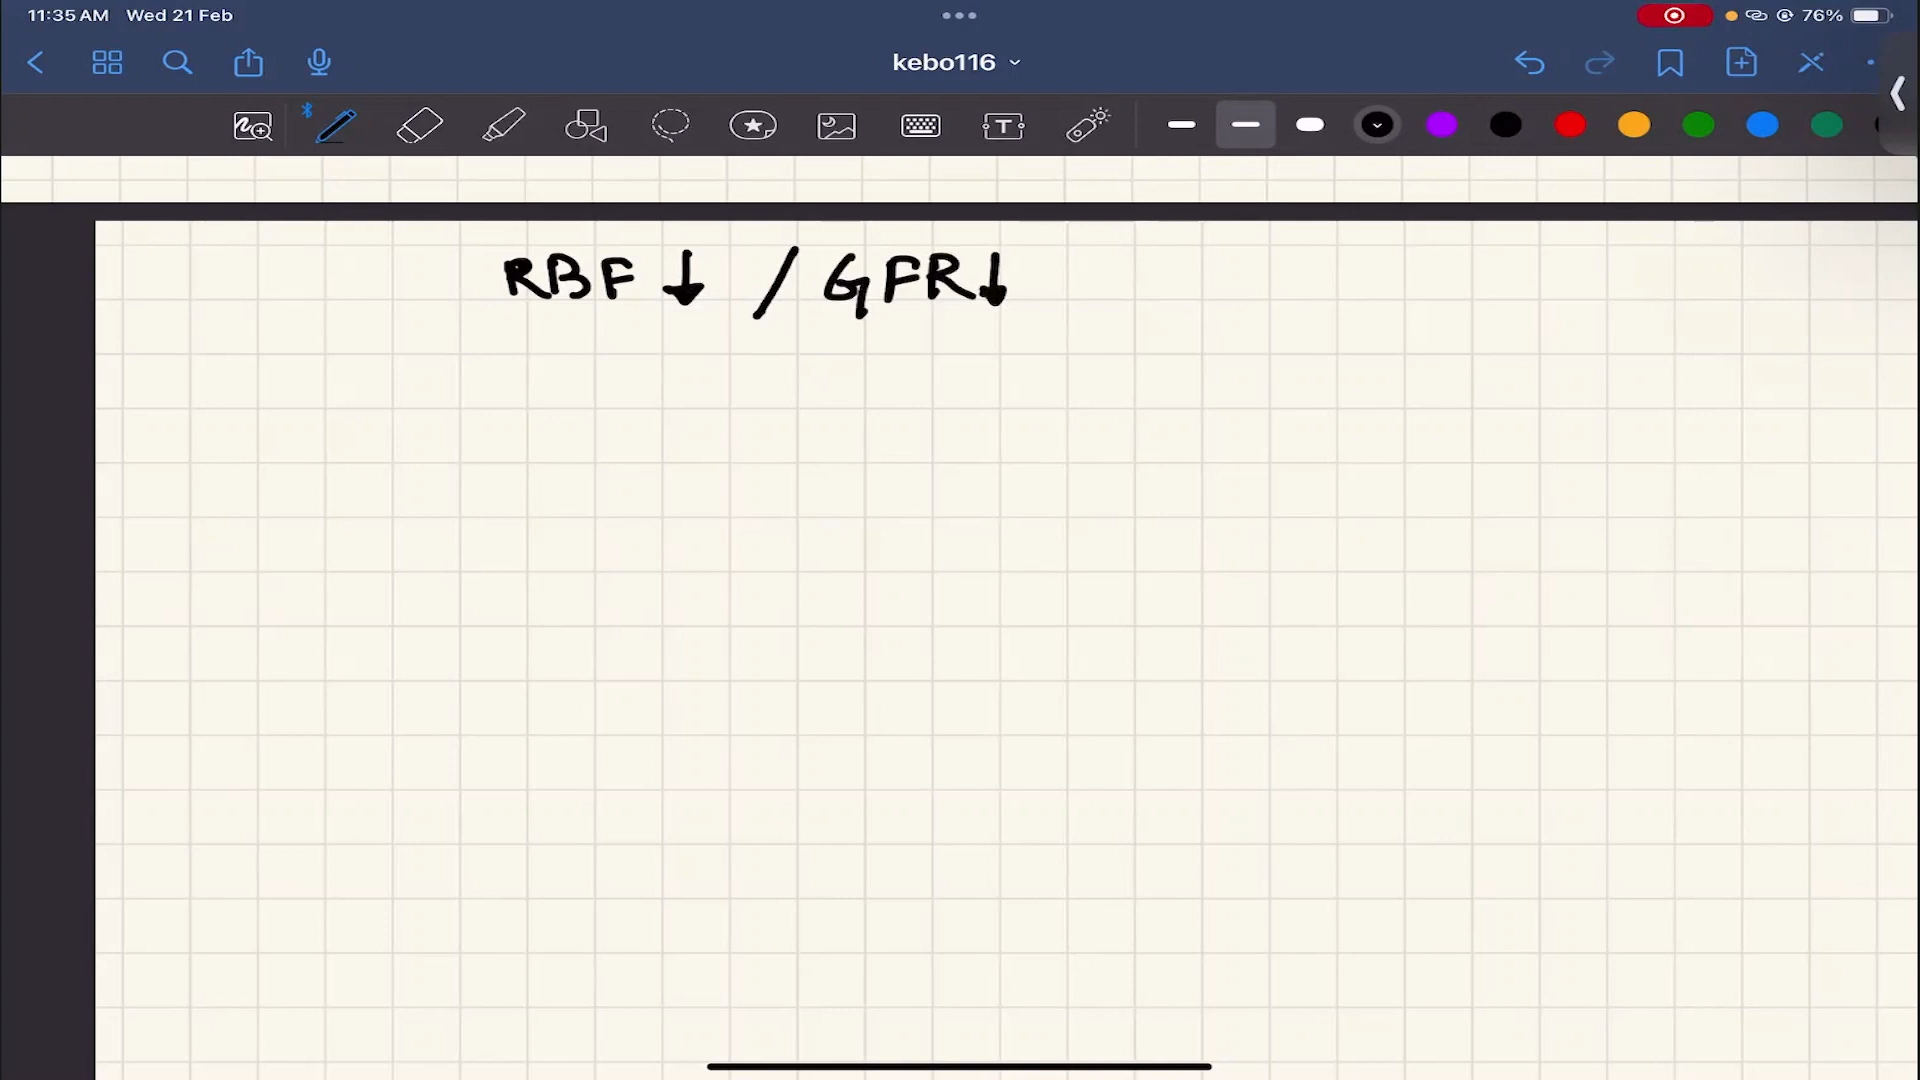 11:35 AM Wed 21 Feb
76%
kebo116
T
RBF ↓ / GFR ↓